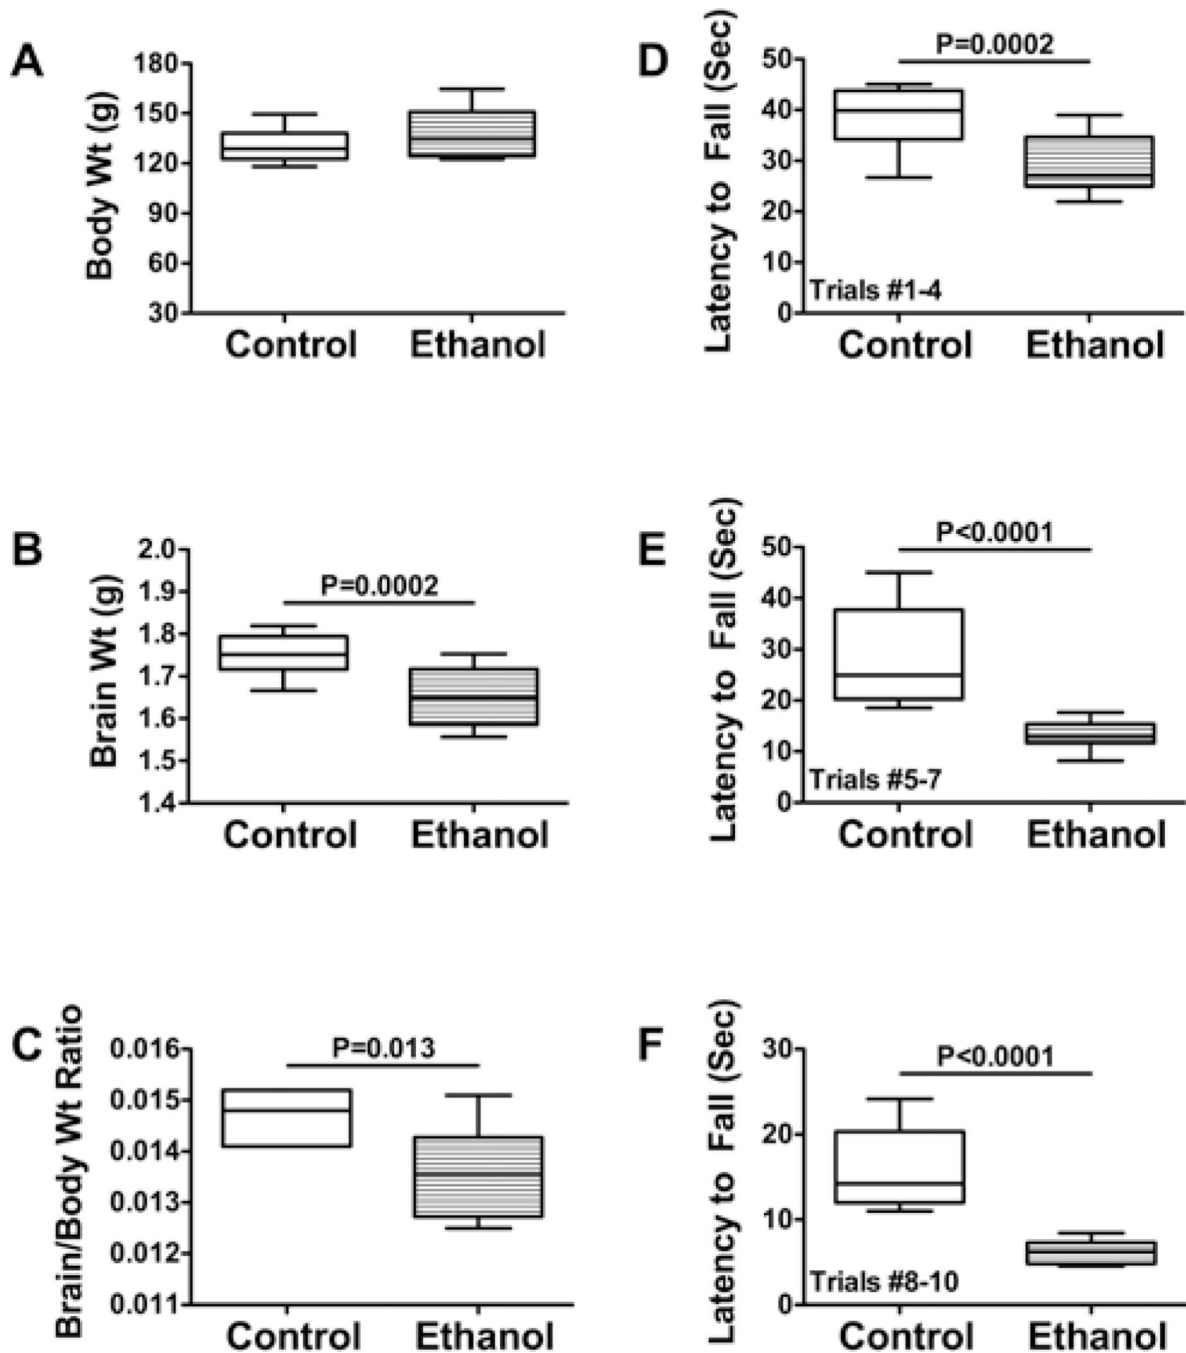 A
Body Wt (g)
180
150
120
90
60
30
Control Ethanol
D
Latency to Fall (Sec)
P=0.0002
50
40
30
20
10
0
Trials #1-4
Control Ethanol
B
Brain Wt (g)
P=0.0002
2.0
1.9
1.8
1.7
1.6
1.5
1.4
Control Ethanol
E
Latency to Fall (Sec)
P<0.0001
50
40
30
20
10
0
Trials #5-7
Control Ethanol
C
Brain/Body Wt Ratio
P=0.013
0.016
0.015
0.014
0.013
0.012
0.011
Control Ethanol
F
Latency to Fall (Sec)
P<0.0001
30
20
10
0
Trials #8-10
Control Ethanol